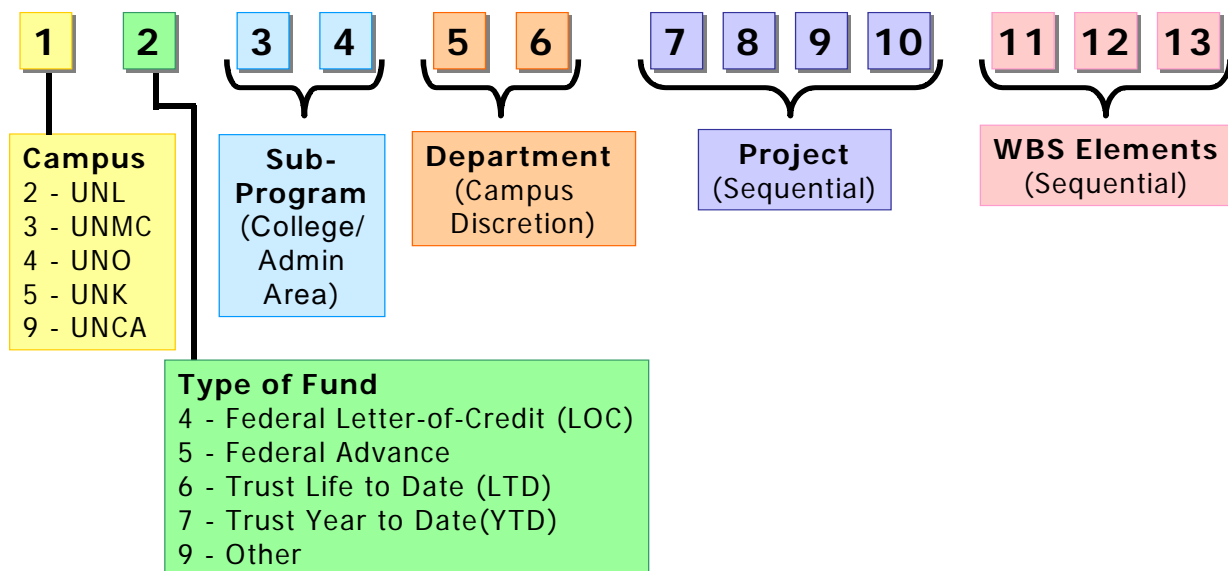 1 2 3 4 5 6 7 8 9 10 11 12 13
Campus
2 - UNL
3 - UNMC
4 - UNO
5 - UNK
9 - UNCA
Sub-
Program
(College/
Admin
Area)
Department
(Campus
Discretion)
Project
(Sequential)
WBS Elements
(Sequential)
Type of Fund
4 - Federal Letter-of-Credit (LOC)
5 - Federal Advance
6 - Trust Life to Date (LTD)
7 - Trust Year to Date(YTD)
9 - Other